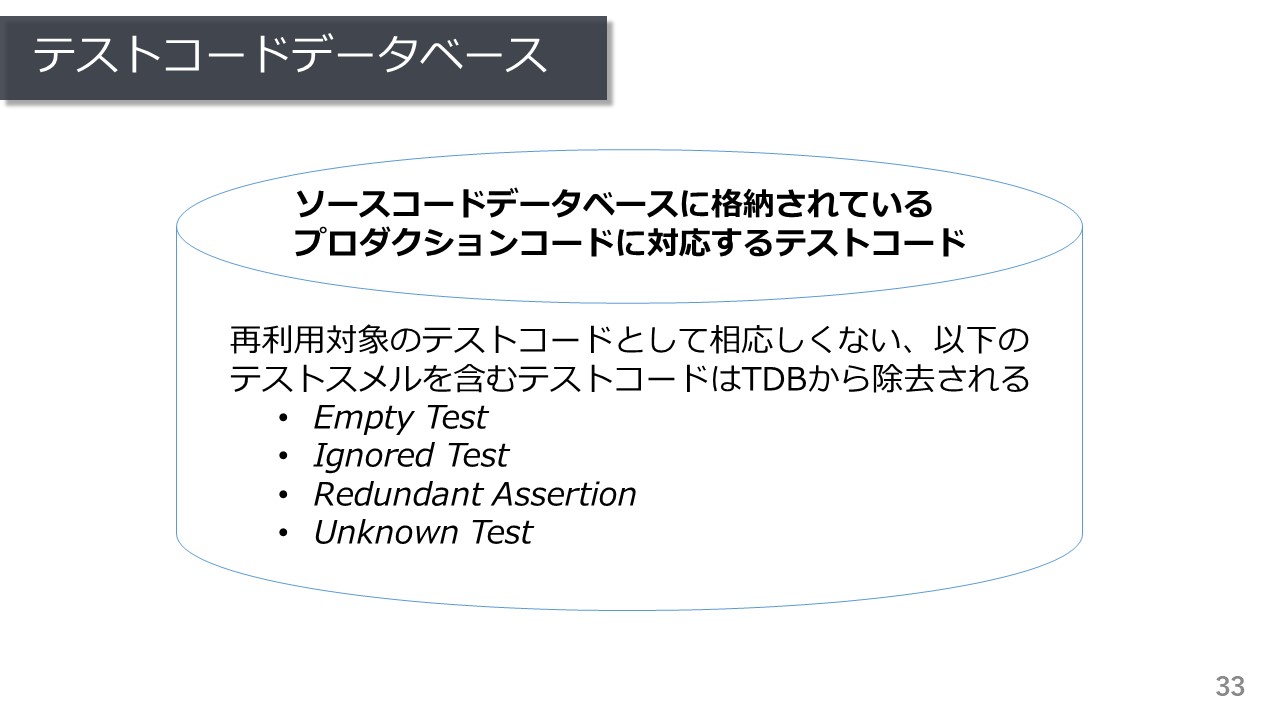 テストコードデータベース
ソースコードデータベースに格納されている
プロダクションコードに対応するテストコード
再利用対象のテストコードとして相応しくない、以下の
テストスメルを含むテストコードはTDBから除去される
• Empty Test
• Ignored Test
• Redundant Assertion
• Unknown Test
33